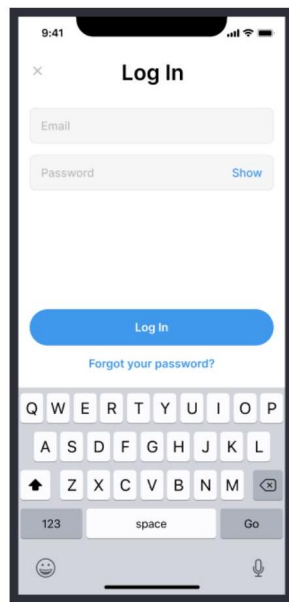 9:41
× Log In
Email
Password Show
Log In
Forgot your password?
Q W E R T Y U I O P
A S D F G H J K L
Z X C V B N M
123 space Go